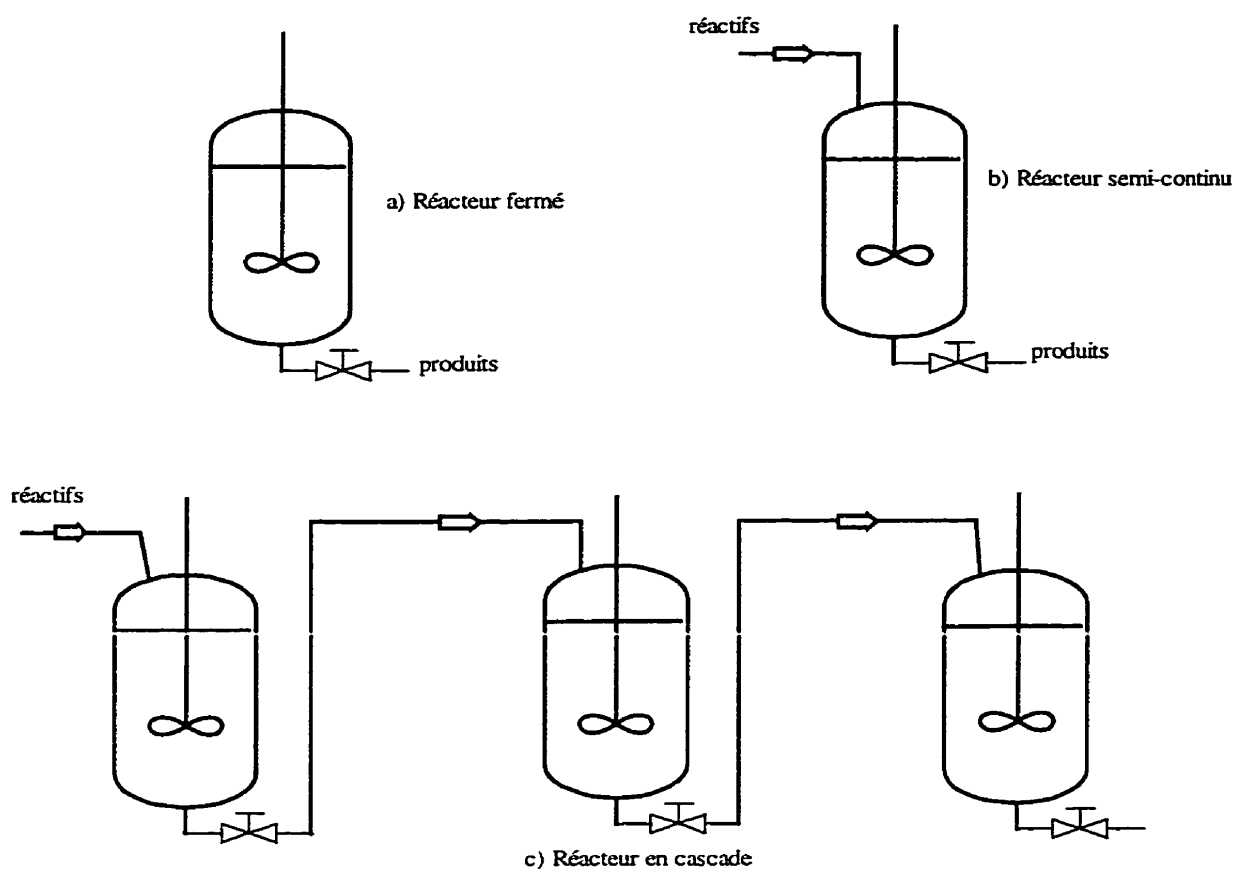 réactifs
a) Réacteur fermé
b) Réacteur semi-continu
produits
produits
réactifs
c) Réacteur en cascade